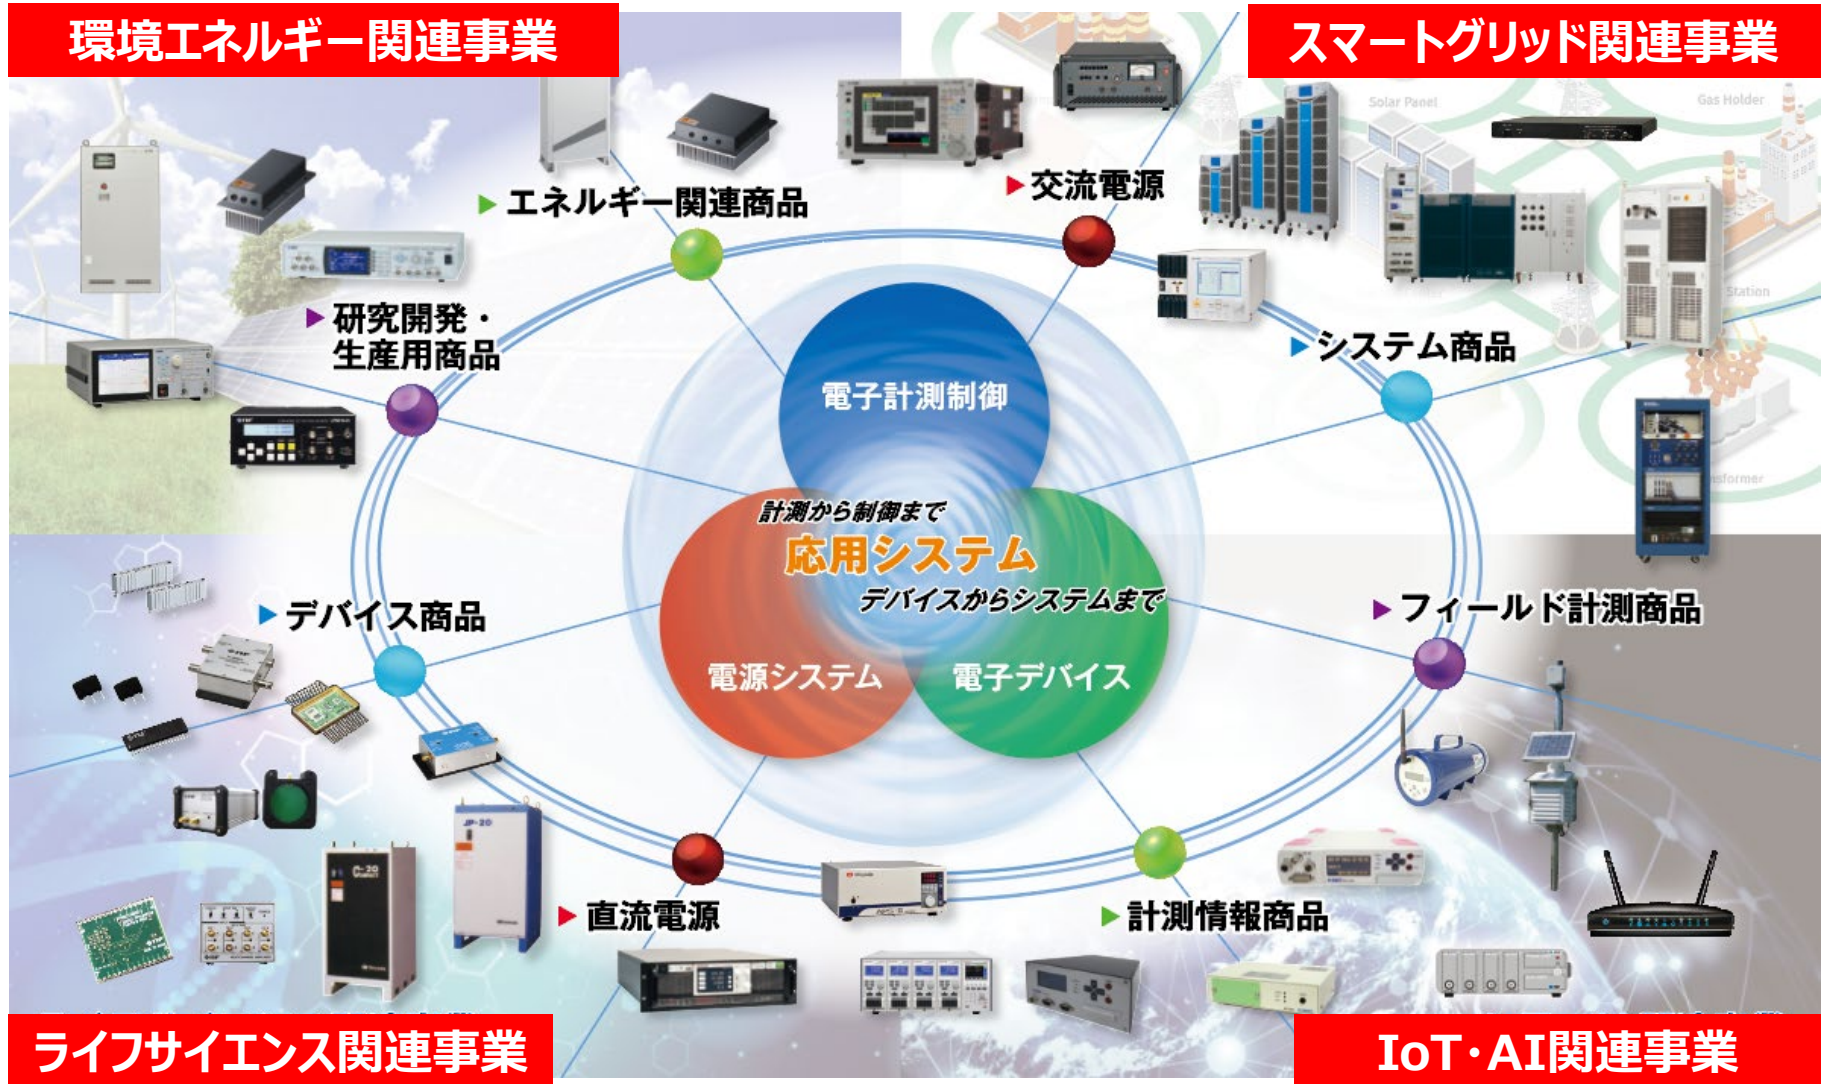 環境エネルギー関連事業
スマートグリッド関連事業
Solar Panel
Gas Holder
▶エネルギー関連商品
▶交流電源
▶研究開発・
生産用商品
Station
▶システム商品
電子計測制御
計測から制御まで
応用システム
デバイスからシステムまで
▶デバイス商品
▶フィールド計測商品
電源システム
電子デバイス
JP-20
▶直流電源
▶計測情報商品
ライフサイエンス関連事業
IoT・AI関連事業